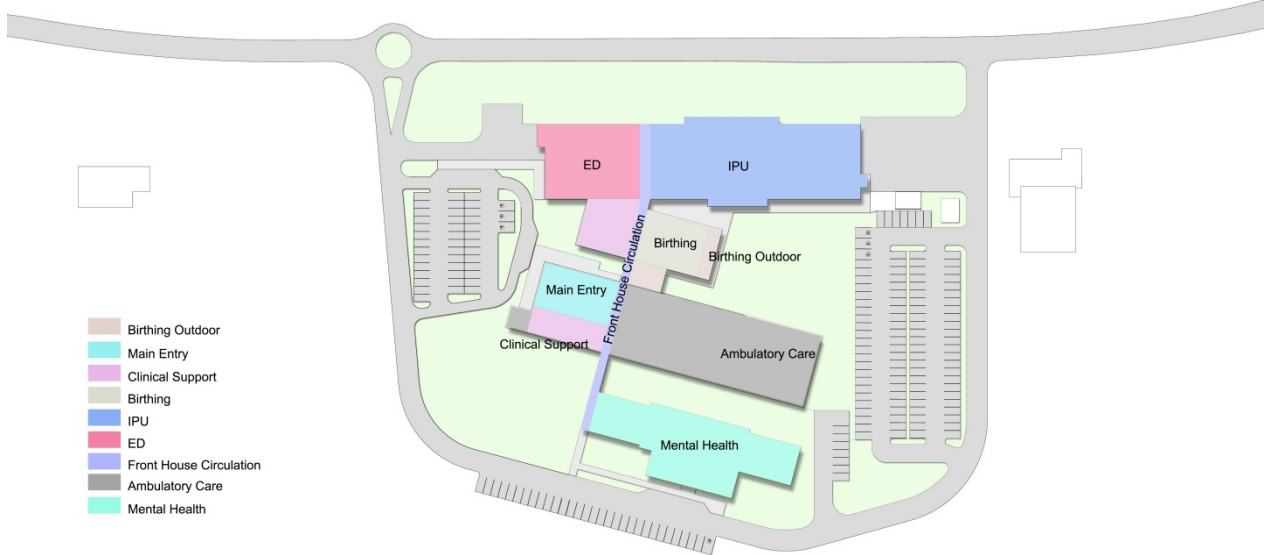 ED
IPU
Birthing
Birthing Outdoor
Front House Circulation
Main Entry
Clinical Support
Ambulatory Care
Mental Health
Birthing Outdoor
Main Entry
Clinical Support
Birthing
IPU
ED
Front House Circulation
Ambulatory Care
Mental Health